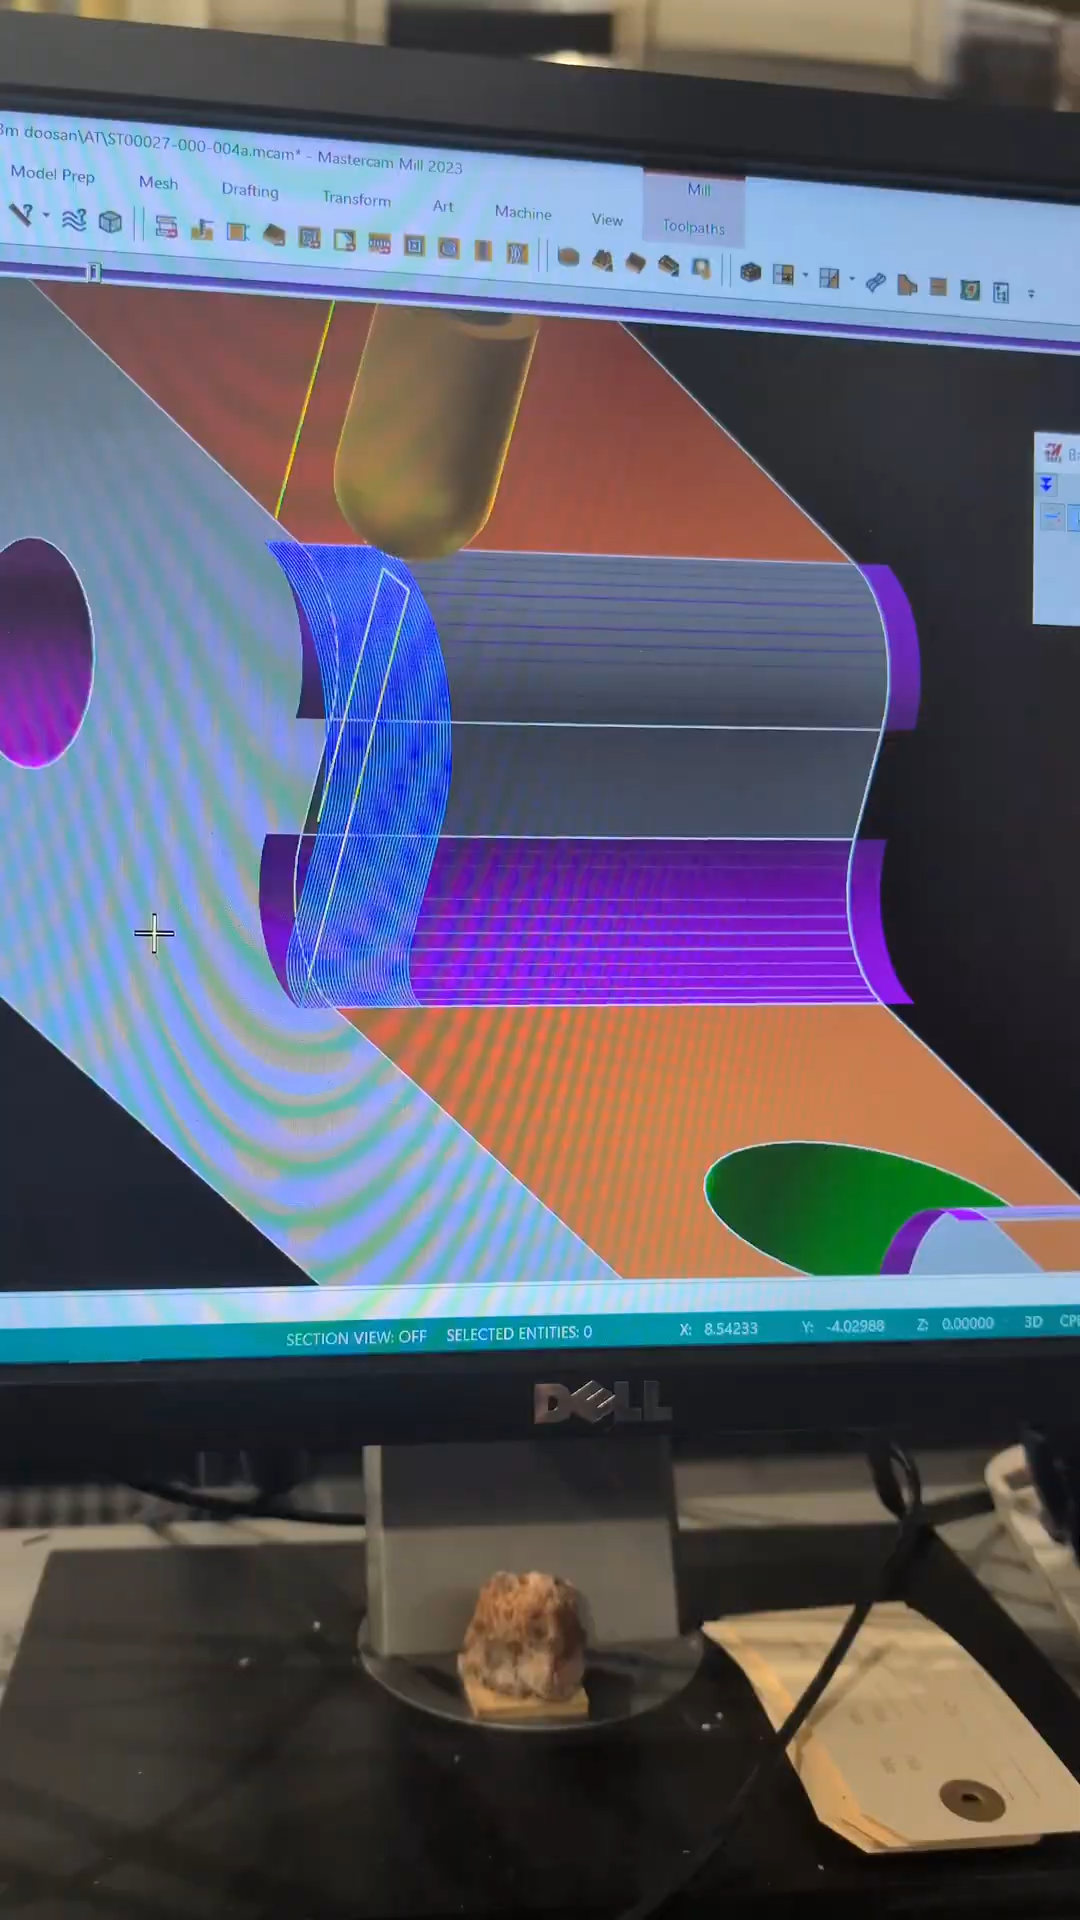 3m doosan\AT\ST00027-000-004a.mcam* - Mastercam Mill 2023
Mill
Model Prep Mesh Drafting Transform Art Machine View Toolpaths
SECTION VIEW: OFF SELECTED ENTITIES: 0 X: 8.54233 Y: -4.02988 Z: 0.00000 3D
DELL